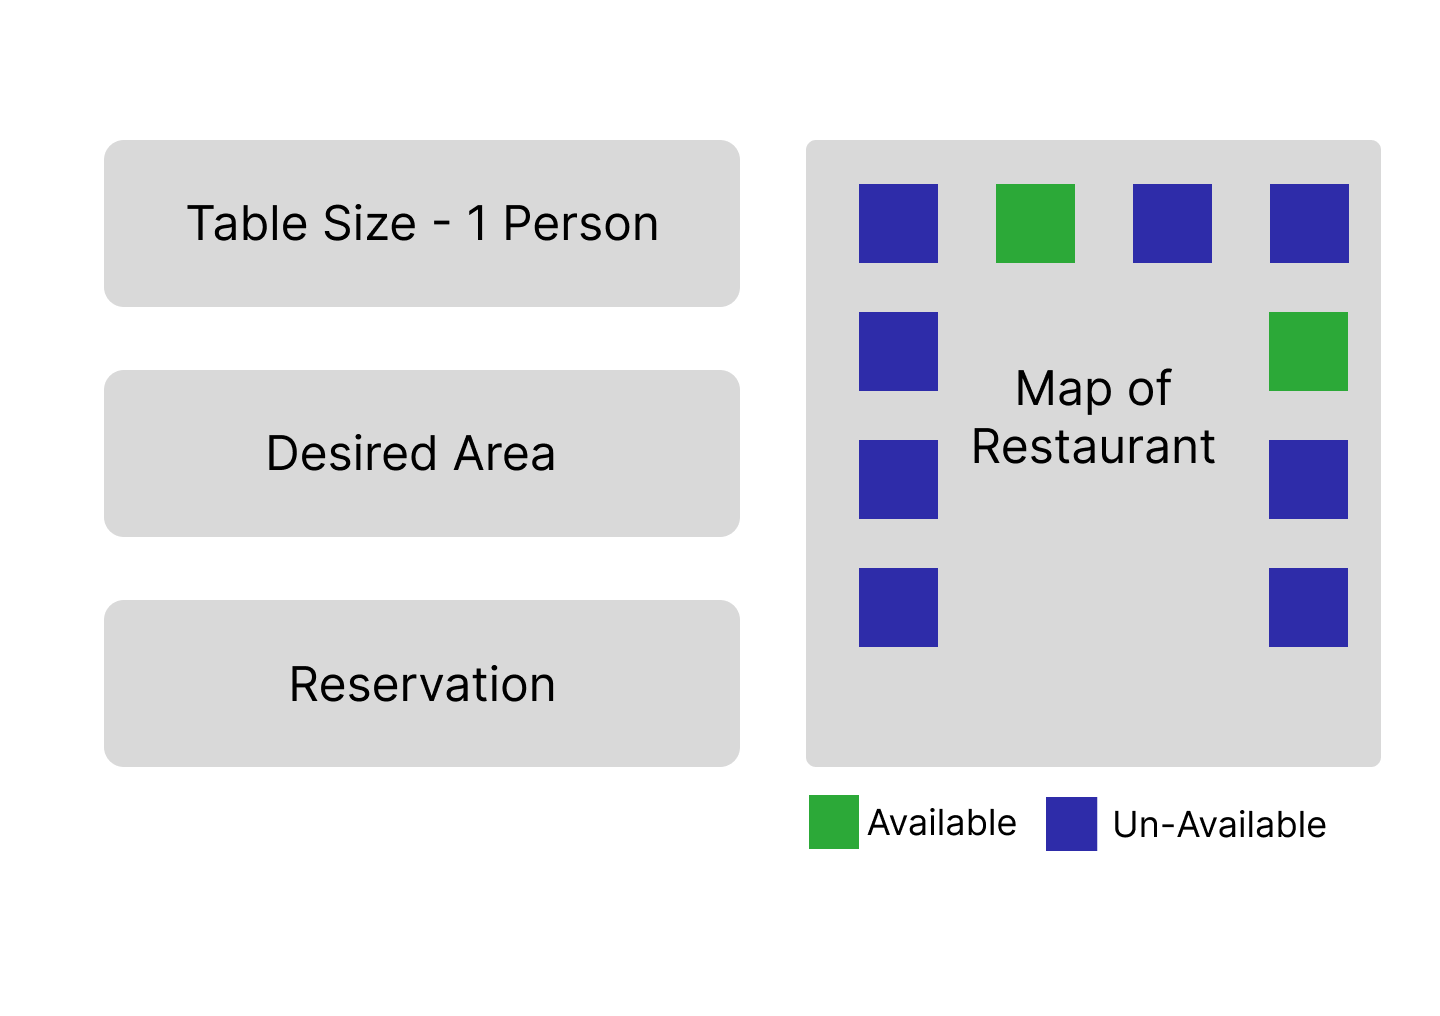 Table Size - 1 Person
Desired Area
Reservation
Map of
Restaurant
Available
Un-Available